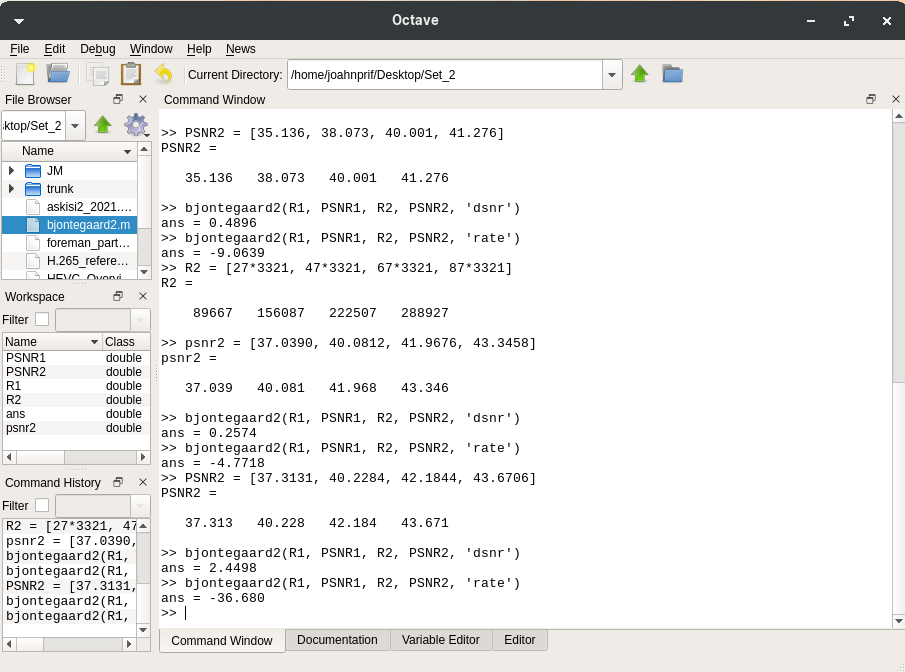 Octave
File Edit Debug Window Help News
Current Directory: /home/joahnprif/Desktop/Set_2
File Browser
:ktop/Set_2
Name
JM
trunk
askisi2_2021....
bjontegaard2.m
foreman_part...
H.265_refere...
HEVC_Overvi...
Workspace
Filter
Name Class
PSNR1 double
PSNR2 double
R1 double
R2 double
ans double
psnr2 double
Command History
Filter
R2 = [27*3321, 47
psnr2 = [37.0390,
bjontegaard2(R1,
bjontegaard2(R1,
PSNR2 = [37.3131,
bjontegaard2(R1,
bjontegaard2(R1,
Command Window
>> PSNR2 = [35.136, 38.073, 40.001, 41.276]
PSNR2 =
35.136 38.073 40.001 41.276
>> bjontegaard2(R1, PSNR1, R2, PSNR2, 'dsnr')
ans = 0.4896
>> bjontegaard2(R1, PSNR1, R2, PSNR2, 'rate')
ans = -9.0639
>> R2 = [27*3321, 47*3321, 67*3321, 87*3321]
R2 =
89667 156087 222507 288927
>> psnr2 = [37.0390, 40.0812, 41.9676, 43.3458]
psnr2 =
37.039 40.081 41.968 43.346
>> bjontegaard2(R1, PSNR1, R2, PSNR2, 'dsnr')
ans = 0.2574
>> bjontegaard2(R1, PSNR1, R2, PSNR2, 'rate')
ans = -4.7718
>> PSNR2 = [37.3131, 40.2284, 42.1844, 43.6706]
PSNR2 =
37.313 40.228 42.184 43.671
>> bjontegaard2(R1, PSNR1, R2, PSNR2, 'dsnr')
ans = 2.4498
>> bjontegaard2(R1, PSNR1, R2, PSNR2, 'rate')
ans = -36.680
>>
Command Window Documentation Variable Editor Editor